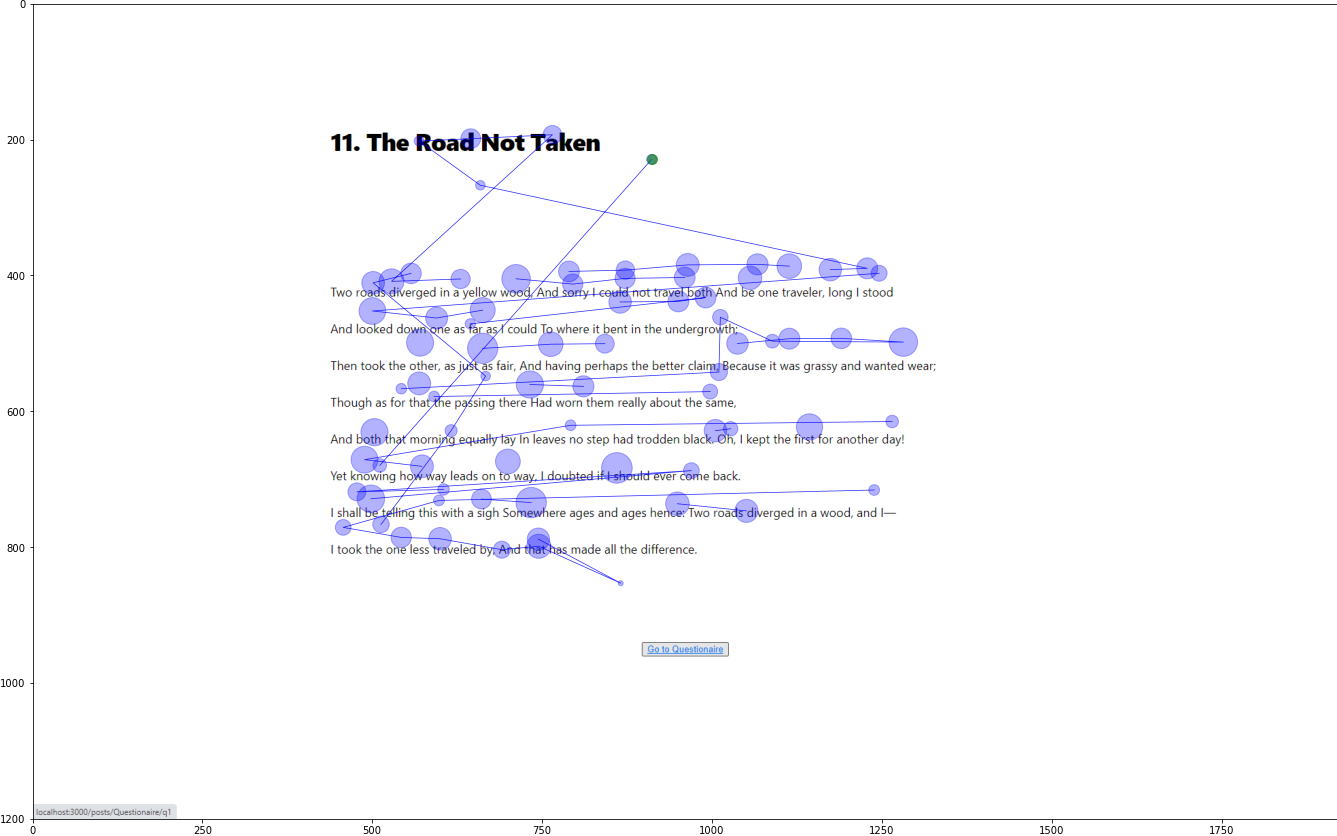 0
200
11. The Road Not Taken
400
Two roads diverged in a yellow wood, And sorry I could not travel both And be one traveler, long I stood
And looked down one as far as I could To where it bent in the undergrowth;
Then took the other, as just as fair, And having perhaps the better claim, Because it was grassy and wanted wear;
600
Though as for that the passing there Had worn them really about the same,
And both that morning equally lay In leaves no step had trodden black. Oh, I kept the first for another day!
Yet knowing how way leads on to way, I doubted if I should ever come back.
I shall be telling this with a sigh Somewhere ages and ages hence: Two roads diverged in a wood, and I—
800
I took the one less traveled by, And that has made all the difference.
Go to Questionaire
1000
localhost:3000/posts/Questionaire/q1
1200
0 250 500 750 1000 1250 1500 1750